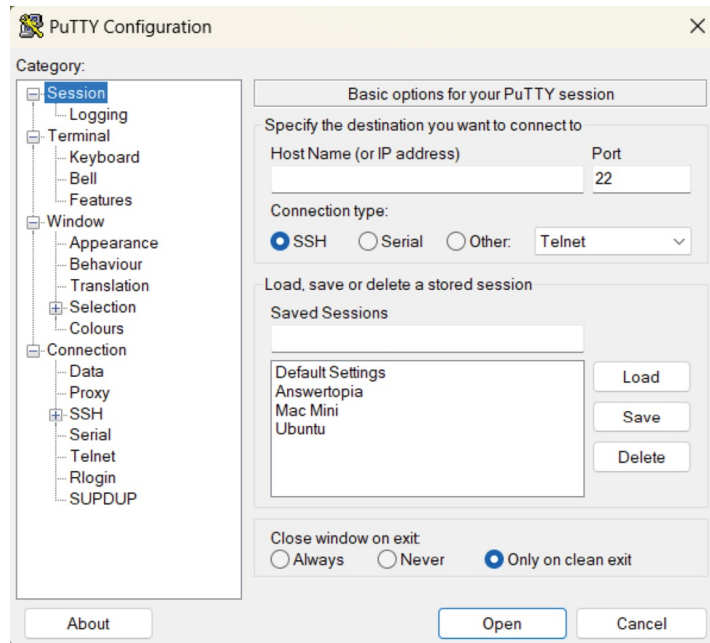 PuTTY Configuration
Category:
Session
Logging
Terminal
Keyboard
Bell
Features
Window
Appearance
Behaviour
Translation
Selection
Colours
Connection
Data
Proxy
SSH
Serial
Telnet
Rlogin
SUPDUP
Basic options for your PuTTY session
Specify the destination you want to connect to
Host Name (or IP address) Port
22
Connection type:
SSH Serial Other: Telnet
Load, save or delete a stored session
Saved Sessions
Default Settings
Answertopia
Mac Mini
Ubuntu
Load
Save
Delete
Close window on exit:
Always Never Only on clean exit
About Open Cancel